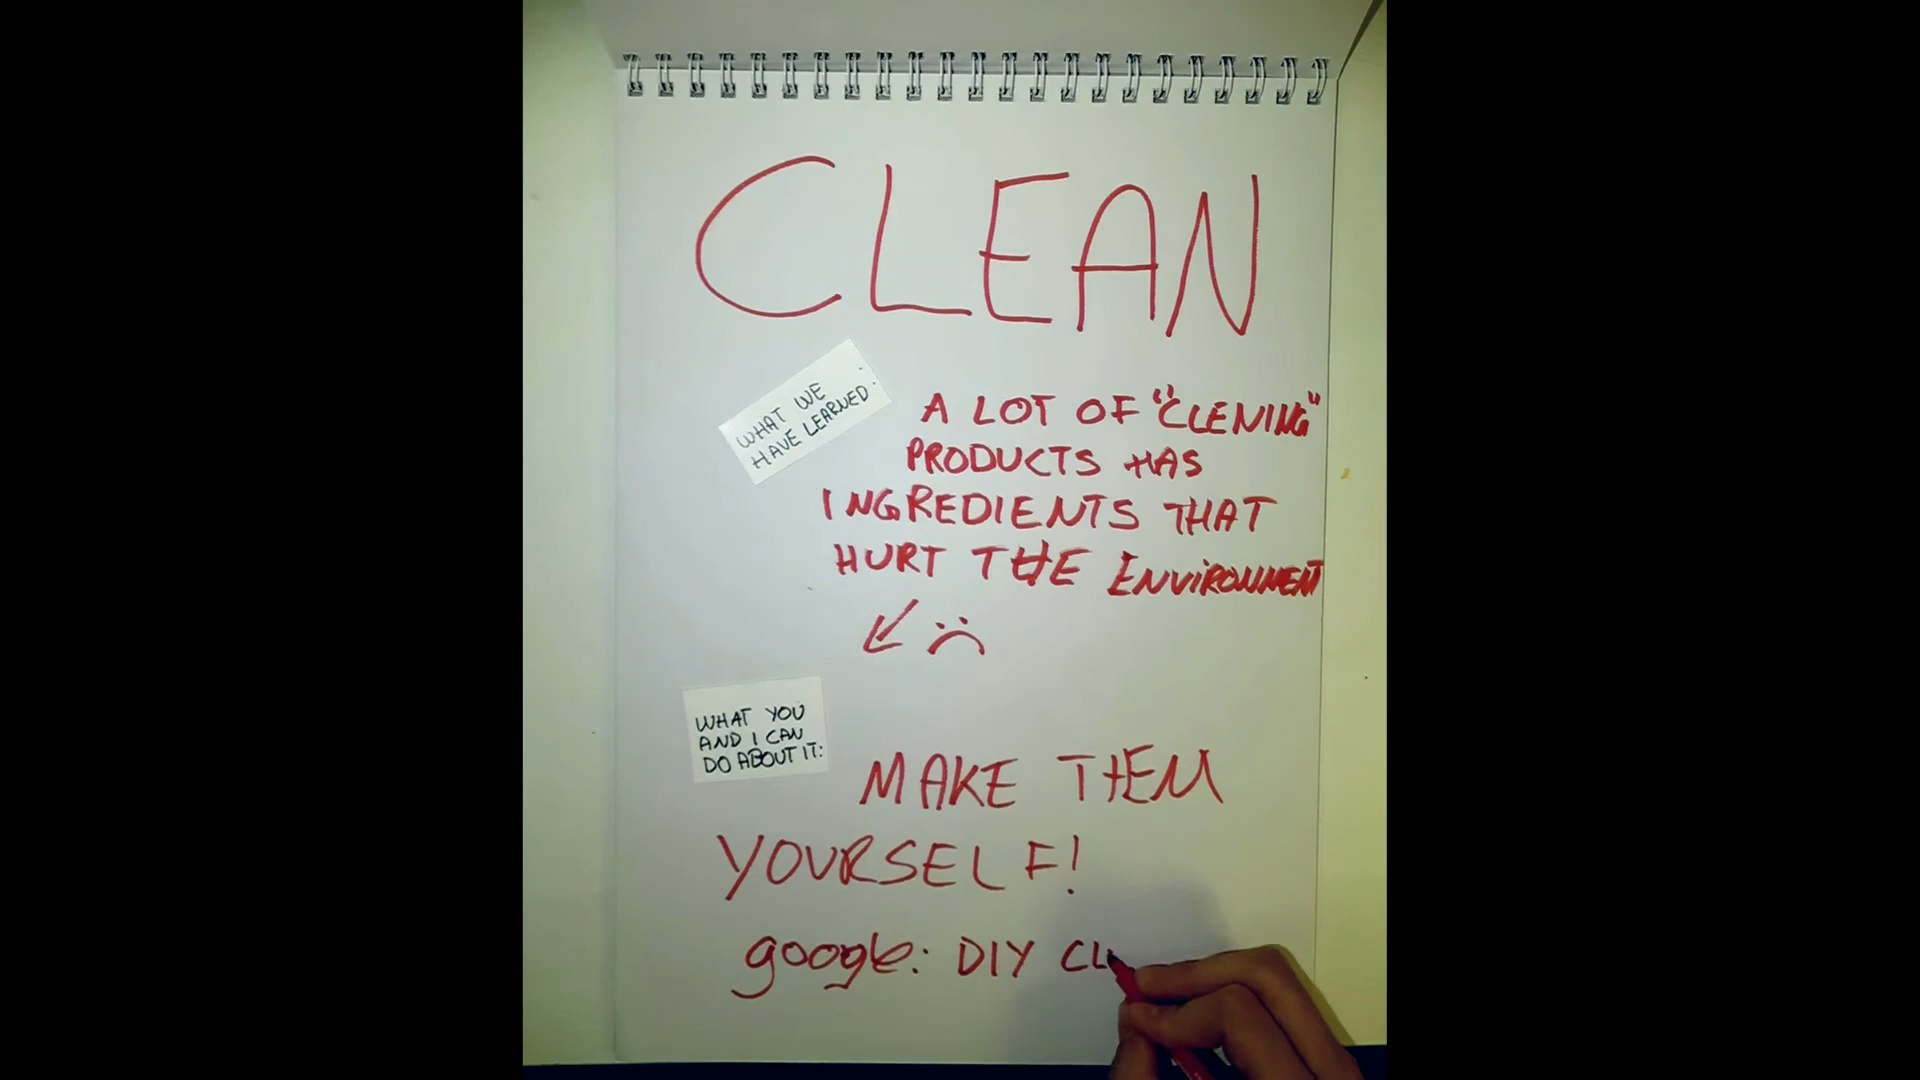 CLEAN
WHAT WE
HAVE LEARNED:
A LOT OF "CLENING"
PRODUCTS HAS
INGREDIENTS THAT
HURT THE ENVIRONMENT
WHAT YOU
AND I CAN
DO ABOUT IT:
MAKE THEM
YOURSELF!
google: DIY CL